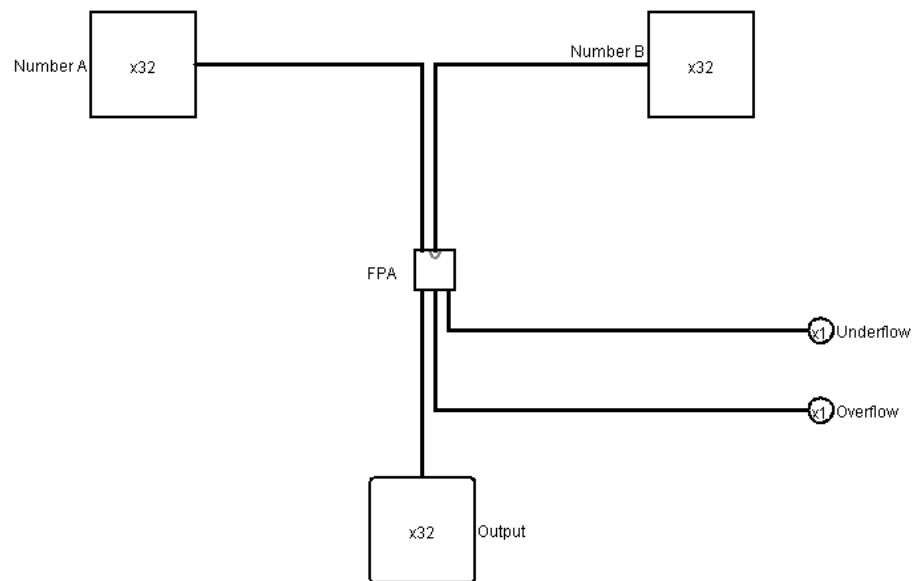 Number A
x32
Number B
x32
FPA
x1
Underflow
x1
Overflow
x32
Output